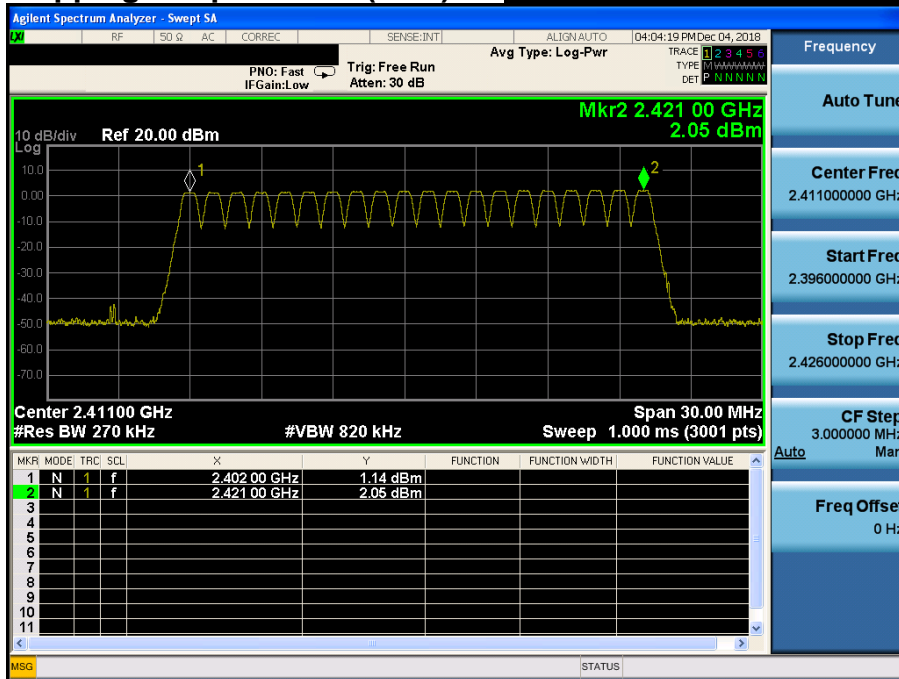 Agilent Spectrum Analyzer - Swept SA
LXI RF 50 Ω AC CORREC SENSE:INT ALIGN AUTO 04:04:19 PM Dec 04, 2018
Avg Type: Log-Pwr TRACE 1 2 3 4 5 6
PNO: Fast Trig: Free Run TYPE M WWWWW
IFGain:Low Atten: 30 dB DET P N N N N N
Mkr2 2.421 00 GHz
2.05 dBm
10 dB/div Ref 20.00 dBm
Log
10.0
0.00
-10.0
-20.0
-30.0
-40.0
-50.0
-60.0
-70.0
1
2
Center 2.41100 GHz Span 30.00 MHz
#Res BW 270 kHz #VBW 820 kHz Sweep 1.000 ms (3001 pts)
MKR MODE TRC SCL X Y FUNCTION FUNCTION WIDTH FUNCTION VALUE
1 N 1 f 2.402 00 GHz 1.14 dBm
2 N 1 f 2.421 00 GHz 2.05 dBm
3
4
5
6
7
8
9
10
11
MSG STATUS
Frequency
Auto Tune
Center Freq
2.411000000 GHz
Start Freq
2.396000000 GHz
Stop Freq
2.426000000 GHz
CF Step
3.000000 MHz
Auto Man
Freq Offset
0 Hz